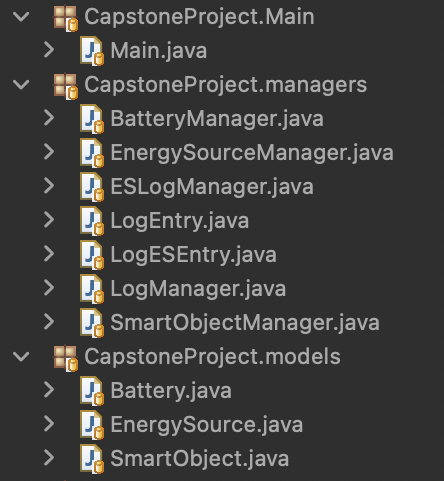 CapstoneProject.Main
Main.java
CapstoneProject.managers
BatteryManager.java
EnergySourceManager.java
ESLogManager.java
LogEntry.java
LogESEntry.java
LogManager.java
SmartObjectManager.java
CapstoneProject.models
Battery.java
EnergySource.java
SmartObject.java